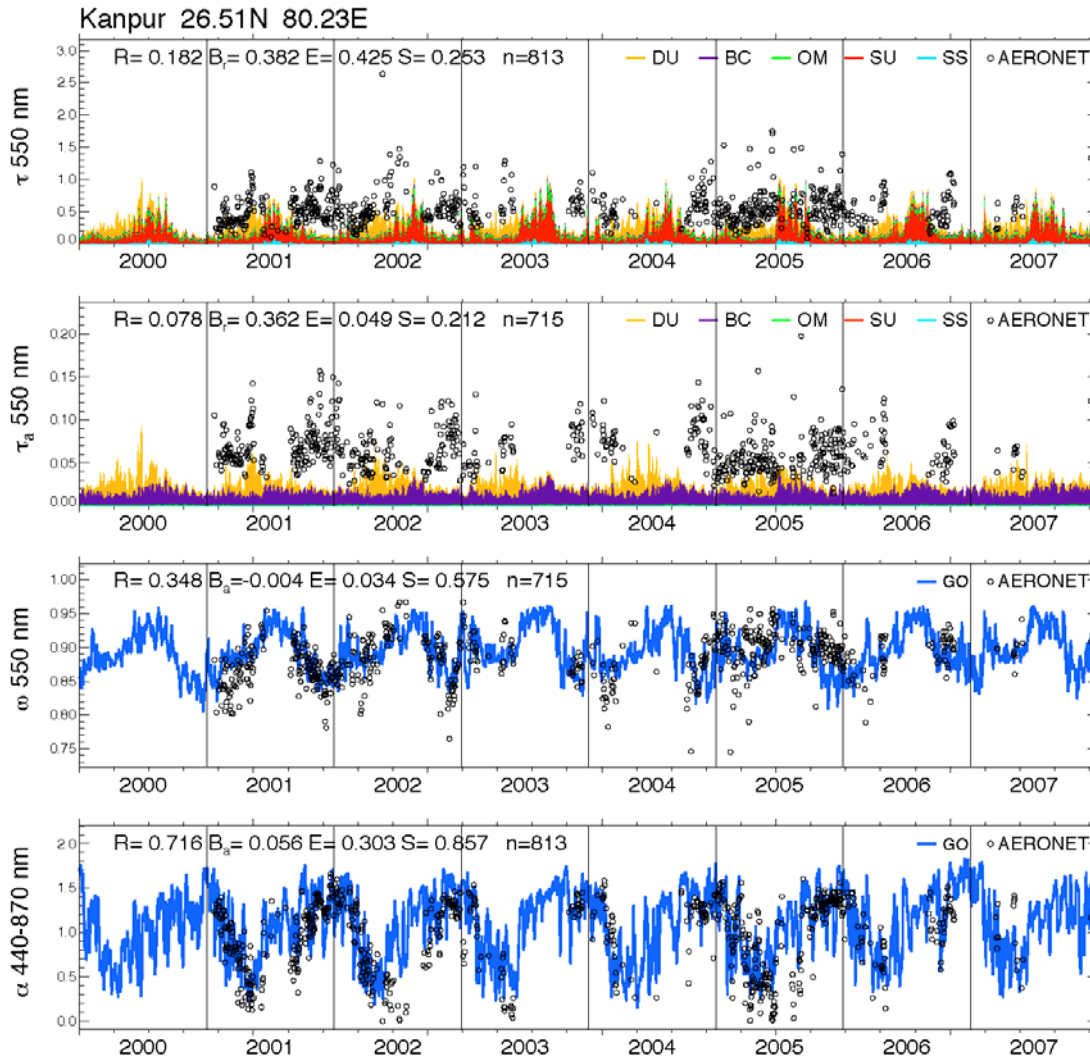 Kanpur 26.51N 80.23E
R= 0.182 Br= 0.382 E= 0.425 S= 0.253 n=813 DU BC OM SU SS AERONET
3.0
2.5
2.0
1.5
1.0
0.5
0.0
τ 550 nm
2000 2001 2002 2003 2004 2005 2006 2007
R= 0.078 Br= 0.362 E= 0.049 S= 0.212 n=715 DU BC OM SU SS AERONET
0.20
0.15
0.10
0.05
0.00
τa 550 nm
2000 2001 2002 2003 2004 2005 2006 2007
R= 0.348 Ba=-0.004 E= 0.034 S= 0.575 n=715 GO AERONET
1.00
0.95
0.90
0.85
0.80
0.75
ω 550 nm
2000 2001 2002 2003 2004 2005 2006 2007
R= 0.716 Ba= 0.056 E= 0.303 S= 0.857 n=813 GO AERONET
2.0
1.5
1.0
0.5
0.0
α 440-870 nm
2000 2001 2002 2003 2004 2005 2006 2007